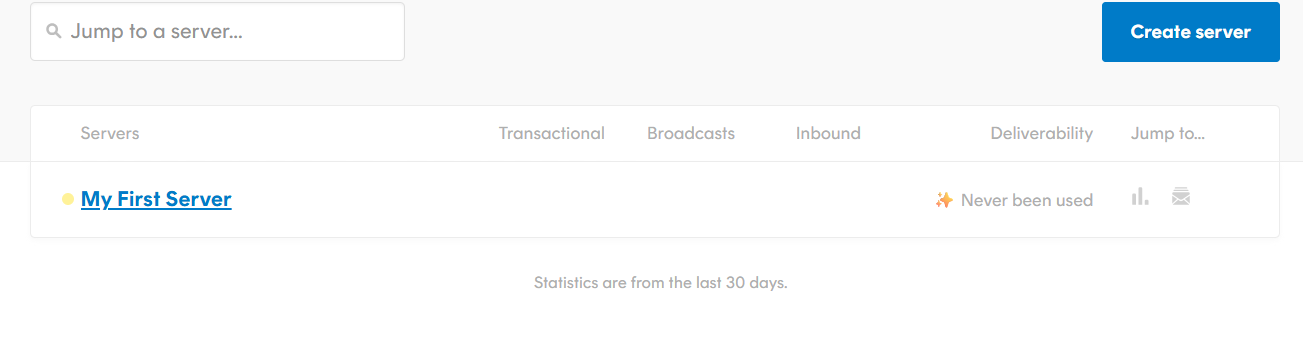 Jump to a server...
Create server
Servers Transactional Broadcasts Inbound Deliverability Jump to...
My First Server ✨ Never been used
Statistics are from the last 30 days.